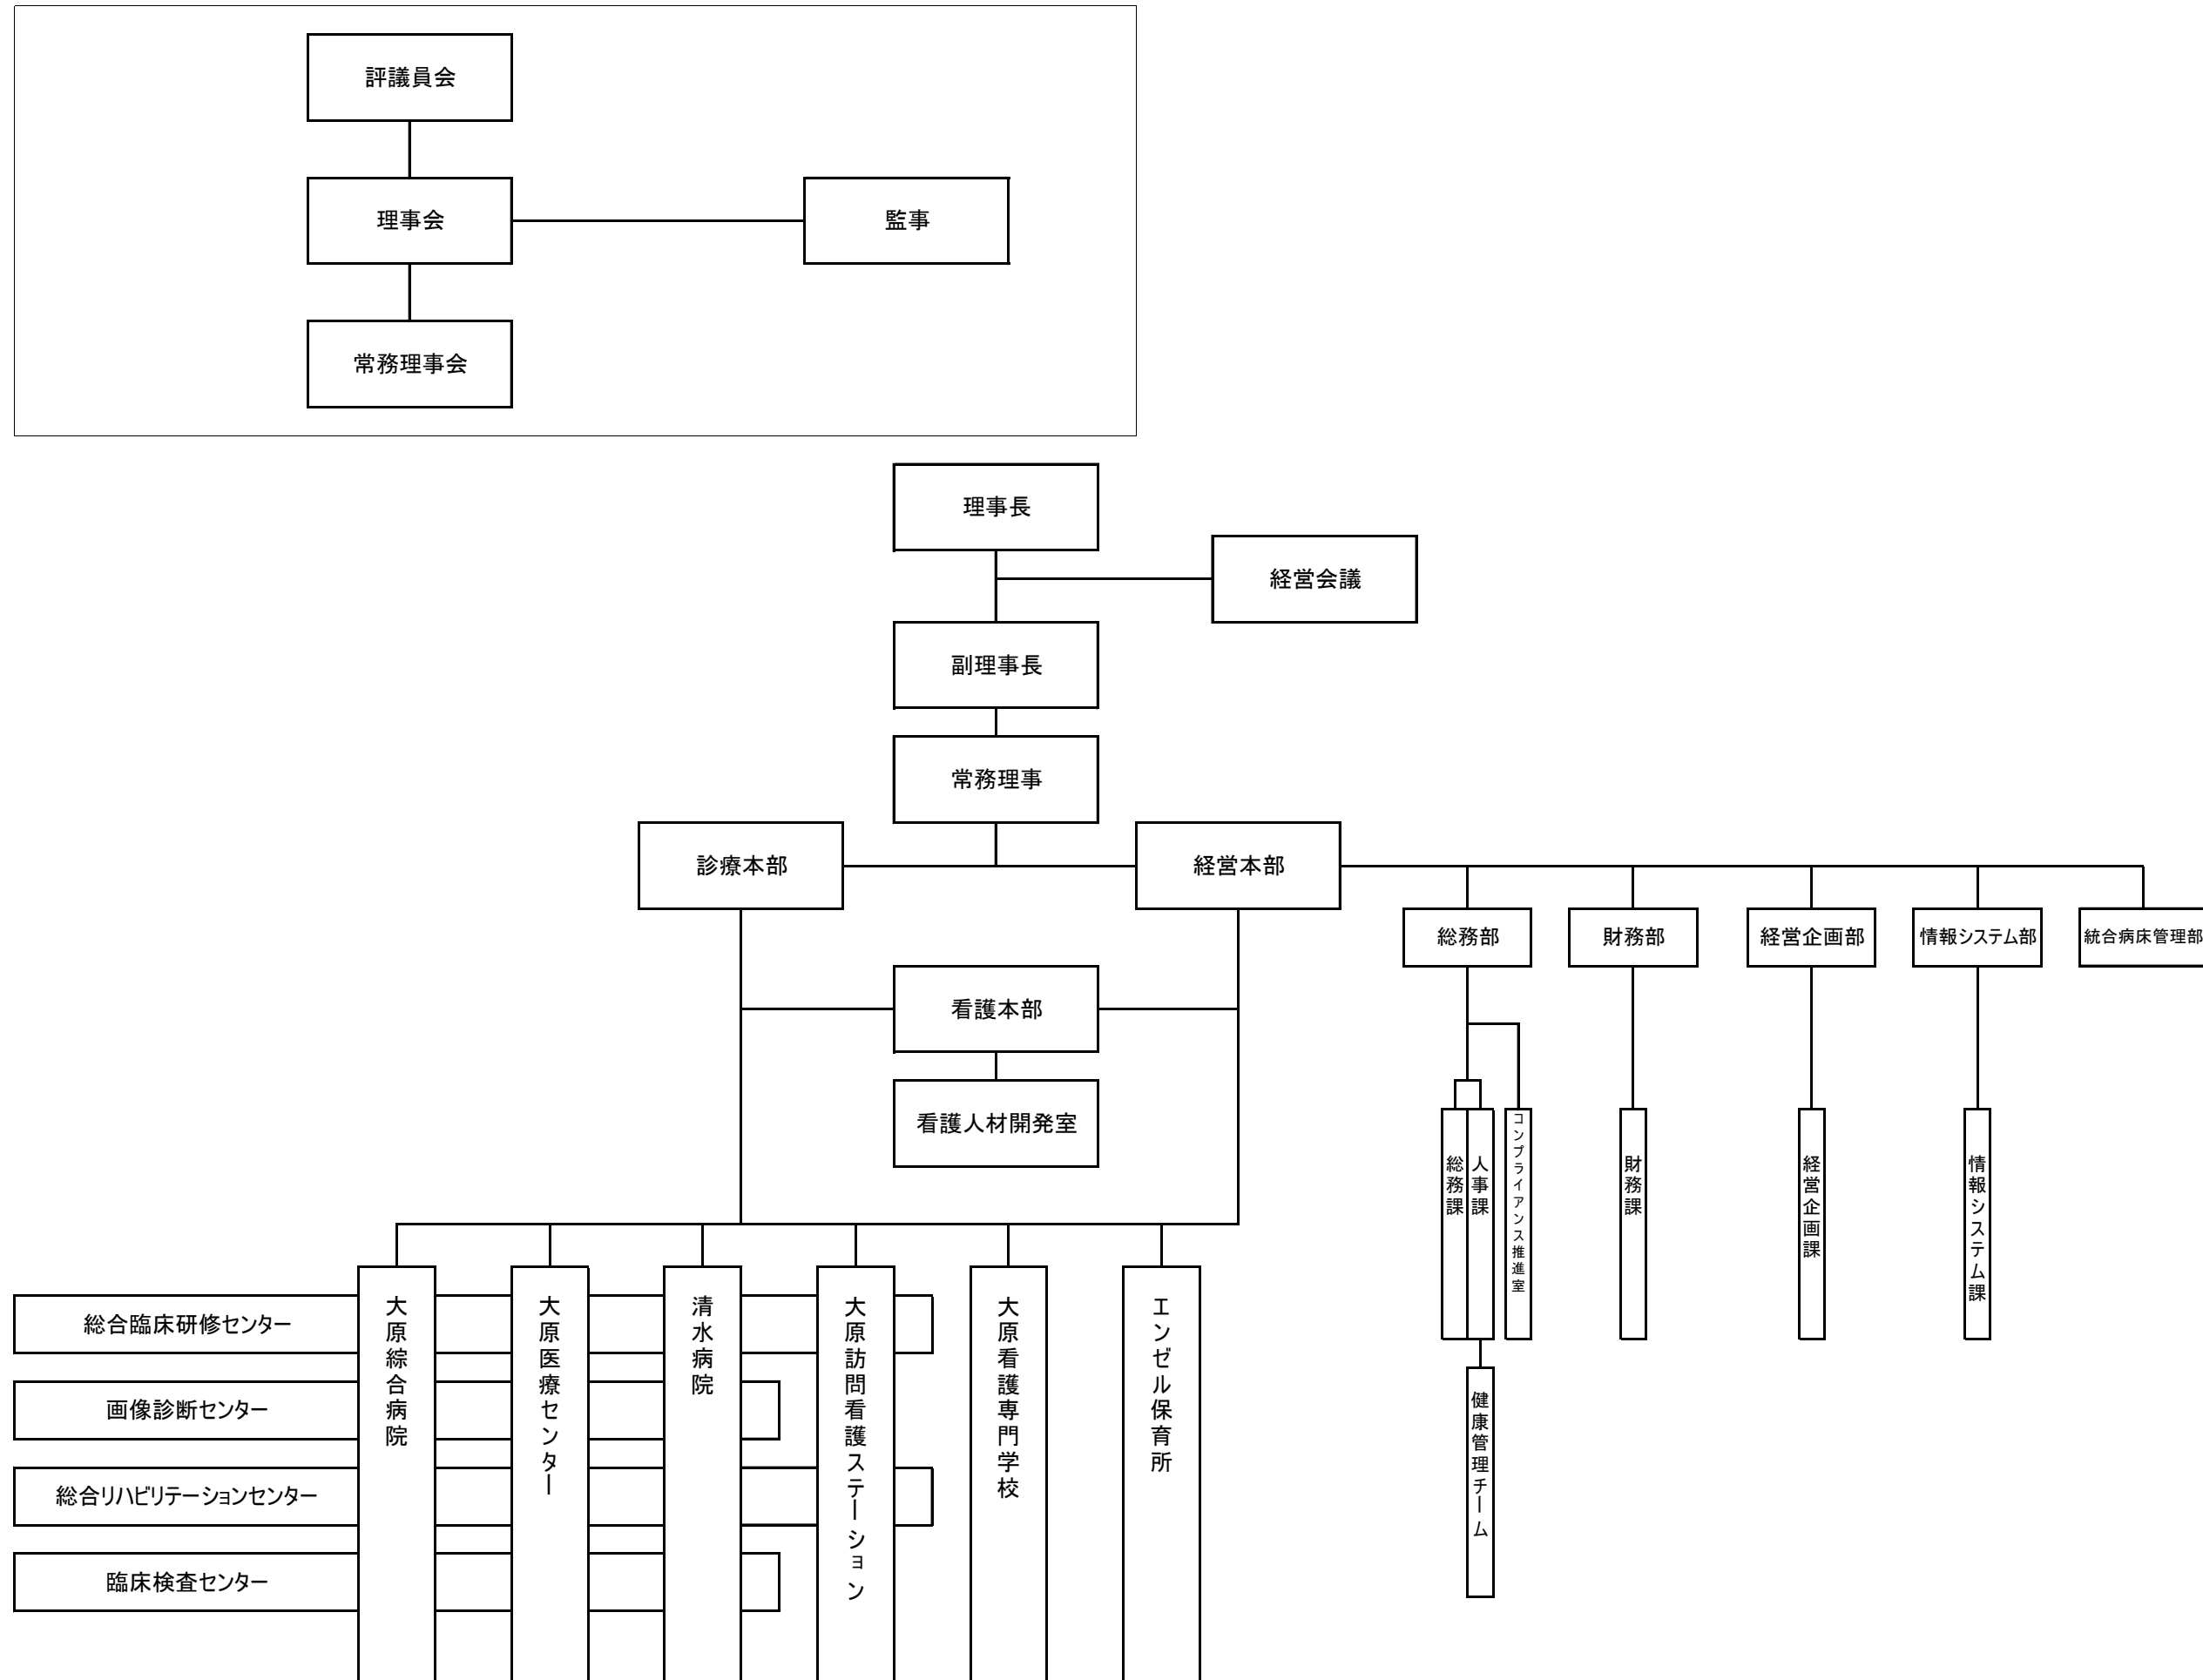 評議員会
理事会
監事
常務理事会
理事長
経営会議
副理事長
常務理事
診療本部
経営本部
総務部
財務部
経営企画部
情報システム部
統合病床管理部
看護本部
看護人材開発室
総務課
人事課
コンプライアンス推進室
財務課
経営企画課
情報システム課
健康管理チーム
大原綜合病院
大原医療センター
清水病院
大原訪問看護ステーション
大原看護専門学校
エンゼル保育所
総合臨床研修センター
画像診断センター
総合リハビリテーションセンター
臨床検査センター